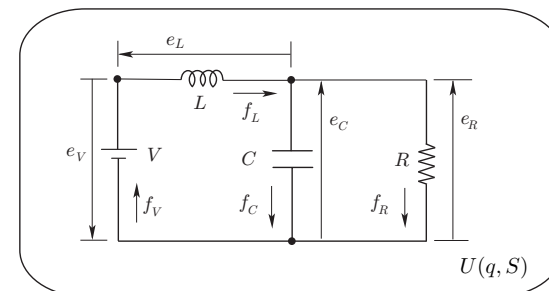 e_L
L
f_L
e_V
V
f_V
C
f_C
e_C
R
f_R
e_R
U(q, S)